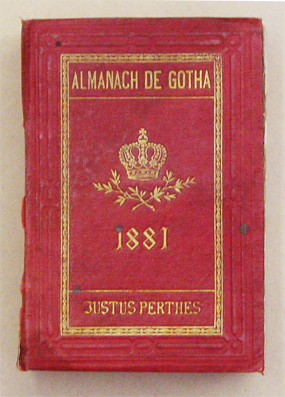 ALMANACH DE GOTHA
1881
JUSTUS PERTHES